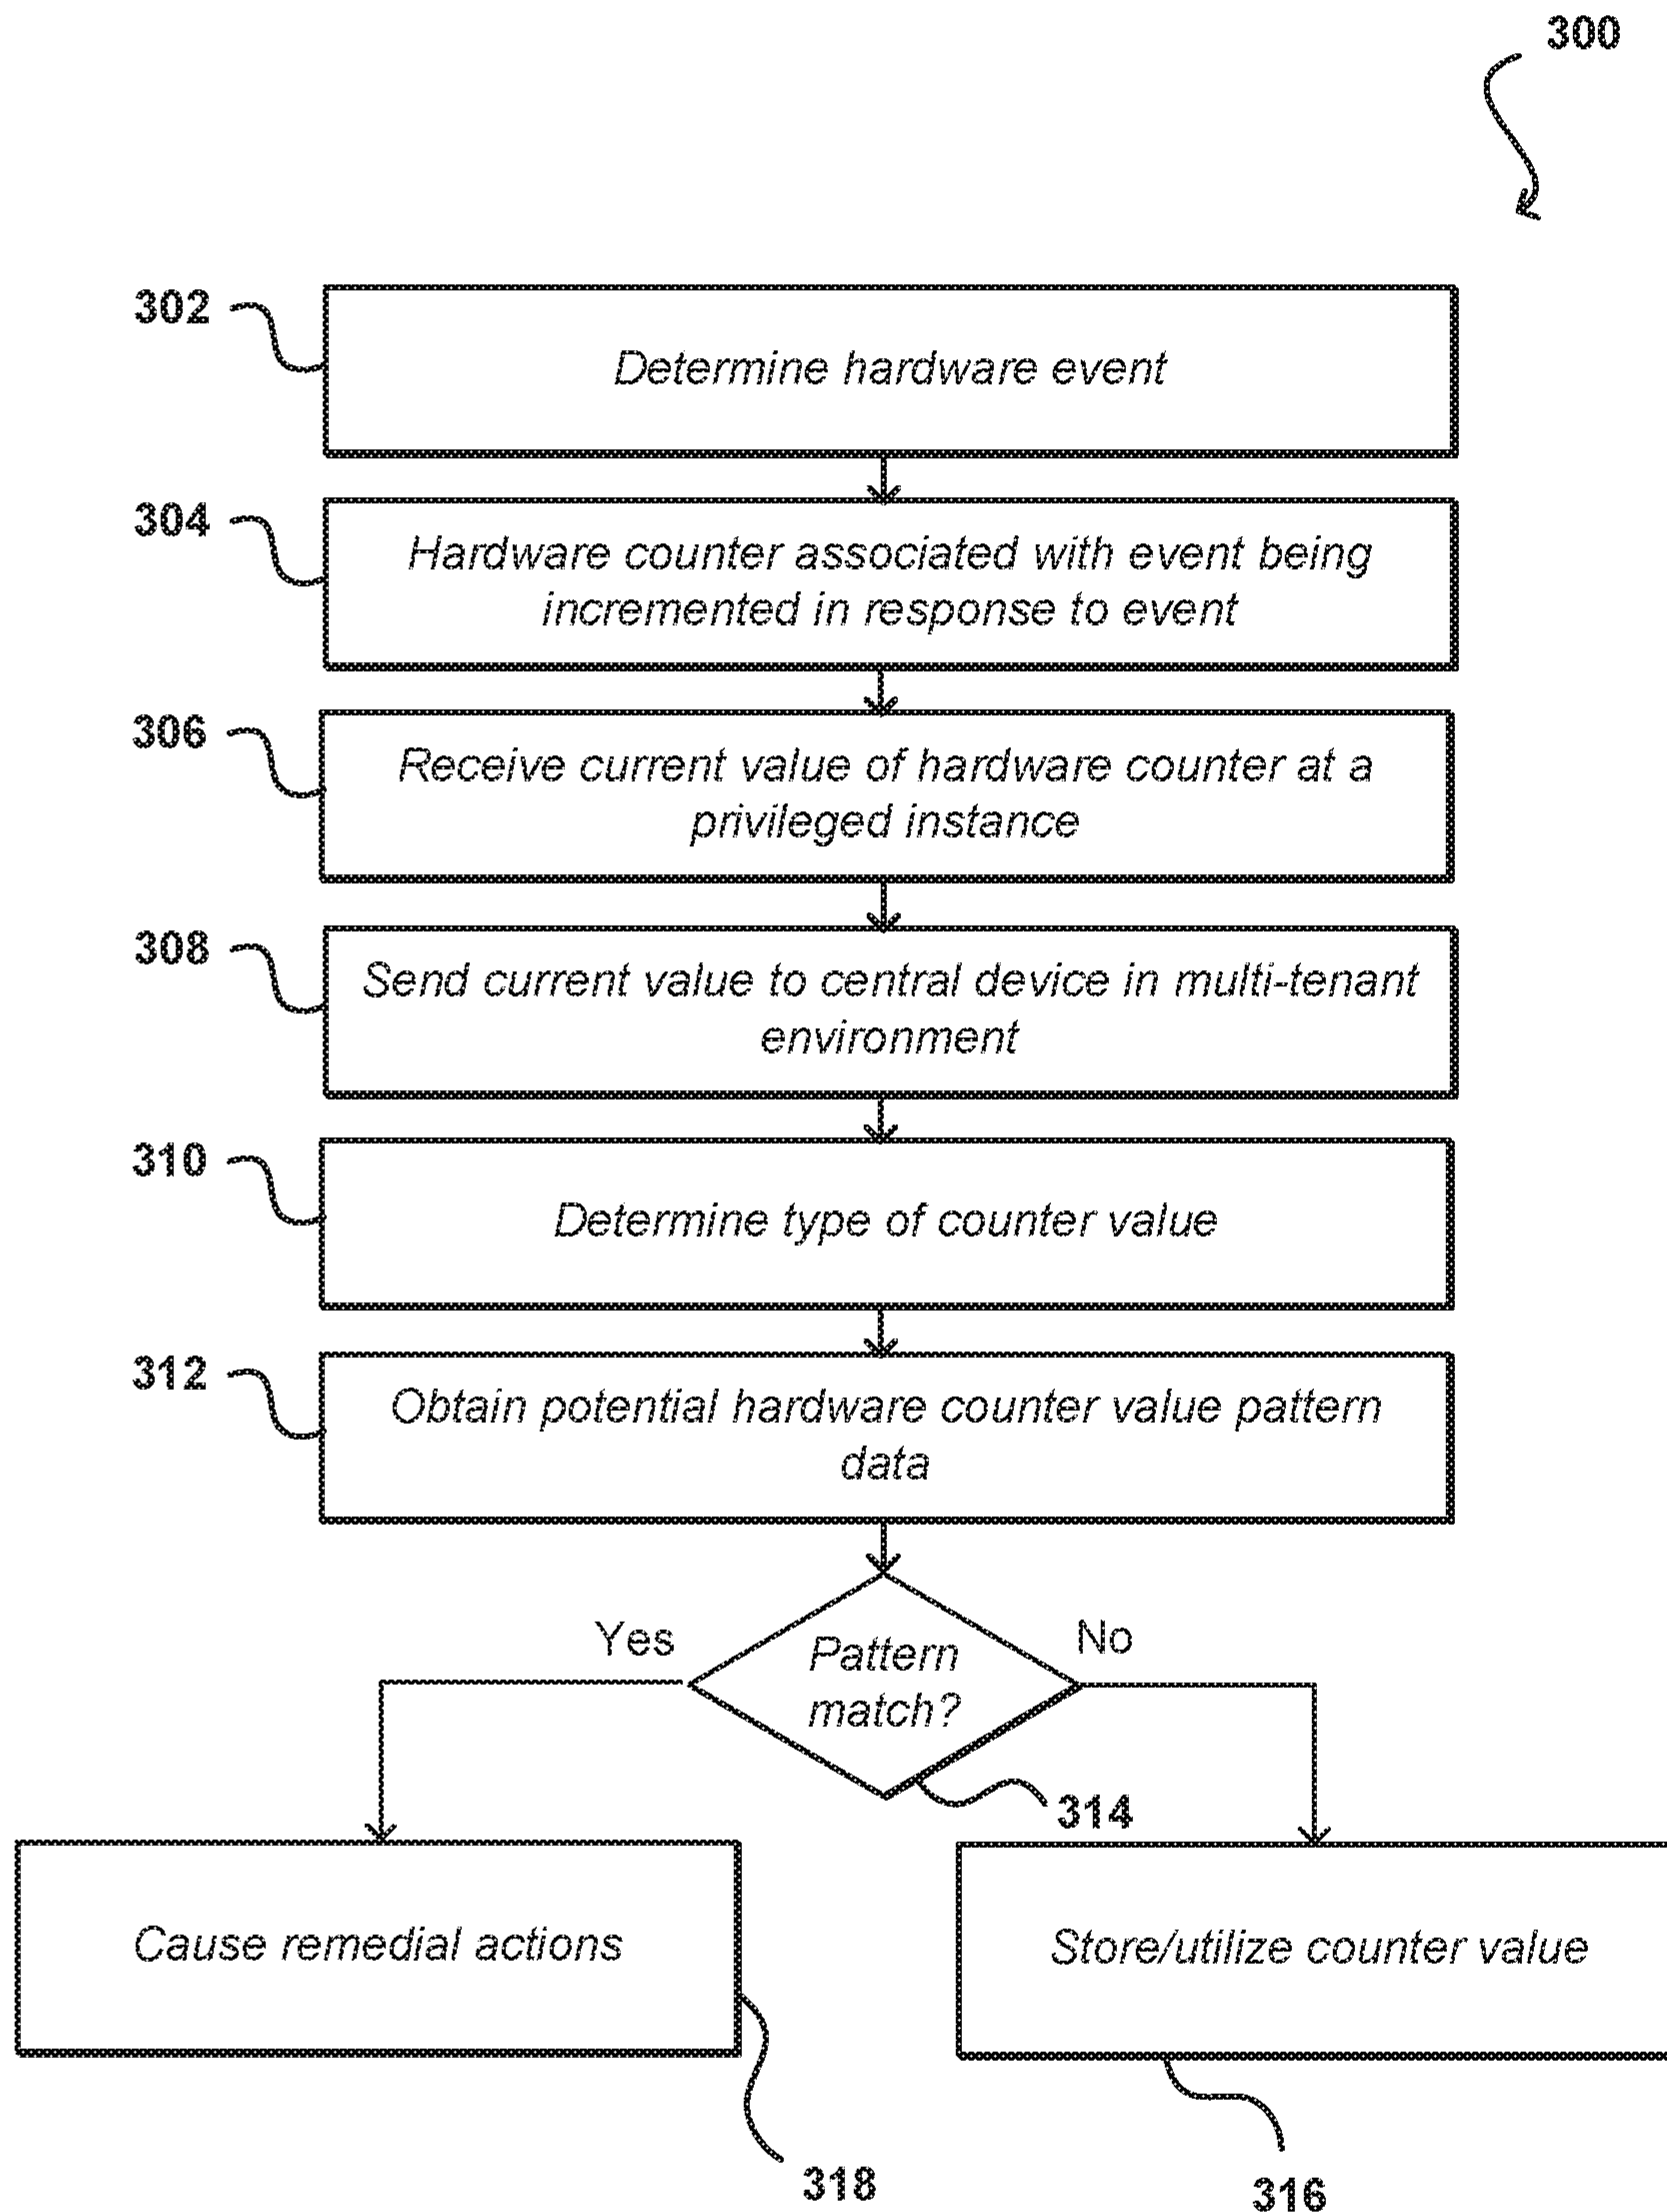 300
302
Determine hardware event
304
Hardware counter associated with event being
incremented in response to event
306
Receive current value of hardware counter at a
privileged instance
308
Send current value to central device in multi-tenant
environment
310
Determine type of counter value
312
Obtain potential hardware counter value pattern
data
Yes
Pattern
match?
No
314
Cause remedial actions
Store/utilize counter value
318
316